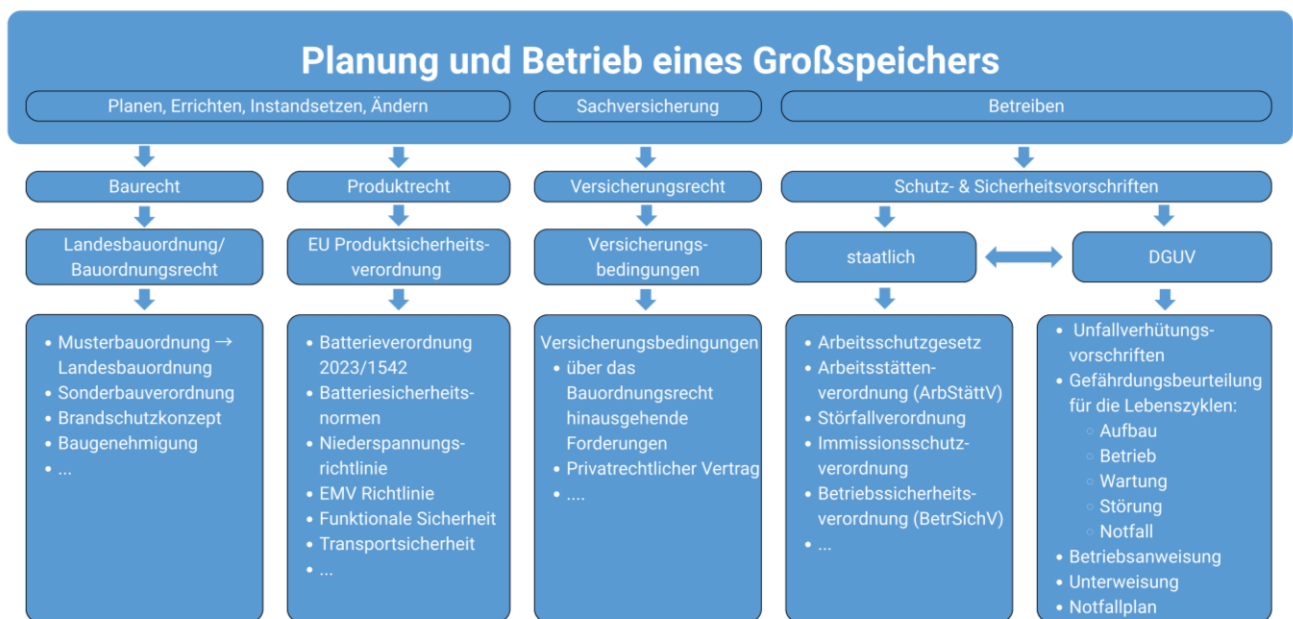 Planung und Betrieb eines Großspeichers
Planen, Errichten, Instandsetzen, Ändern
Sachversicherung
Betreiben
Baurecht
Produktrecht
Versicherungsrecht
Schutz- & Sicherheitsvorschriften
Landesbauordnung/
Bauordnungsrecht
EU Produktsicherheits-
verordnung
Versicherungs-
bedingungen
staatlich
DGUV
• Musterbauordnung →
Landesbauordnung
• Sonderbauverordnung
• Brandschutzkonzept
• Baugenehmigung
• ...
• Batterieverordnung
2023/1542
• Batteriesicherheits-
normen
• Niederspannungs-
richtlinie
• EMV Richtlinie
• Funktionale Sicherheit
• Transportsicherheit
• ...
Versicherungsbedingungen
• über das
Bauordnungsrecht
hinausgehende
Forderungen
• Privatrechtlicher Vertrag
• ....
• Arbeitsschutzgesetz
• Arbeitsstätten-
verordnung (ArbStättV)
• Störfallverordnung
• Immissionsschutz-
verordnung
• Betriebssicherheits-
verordnung (BetrSichV)
• ...
• Unfallverhütungs-
vorschriften
• Gefährdungsbeurteilung
für die Lebenszyklen:
○ Aufbau
○ Betrieb
○ Wartung
○ Störung
○ Notfall
• Betriebsanweisung
• Unterweisung
• Notfallplan